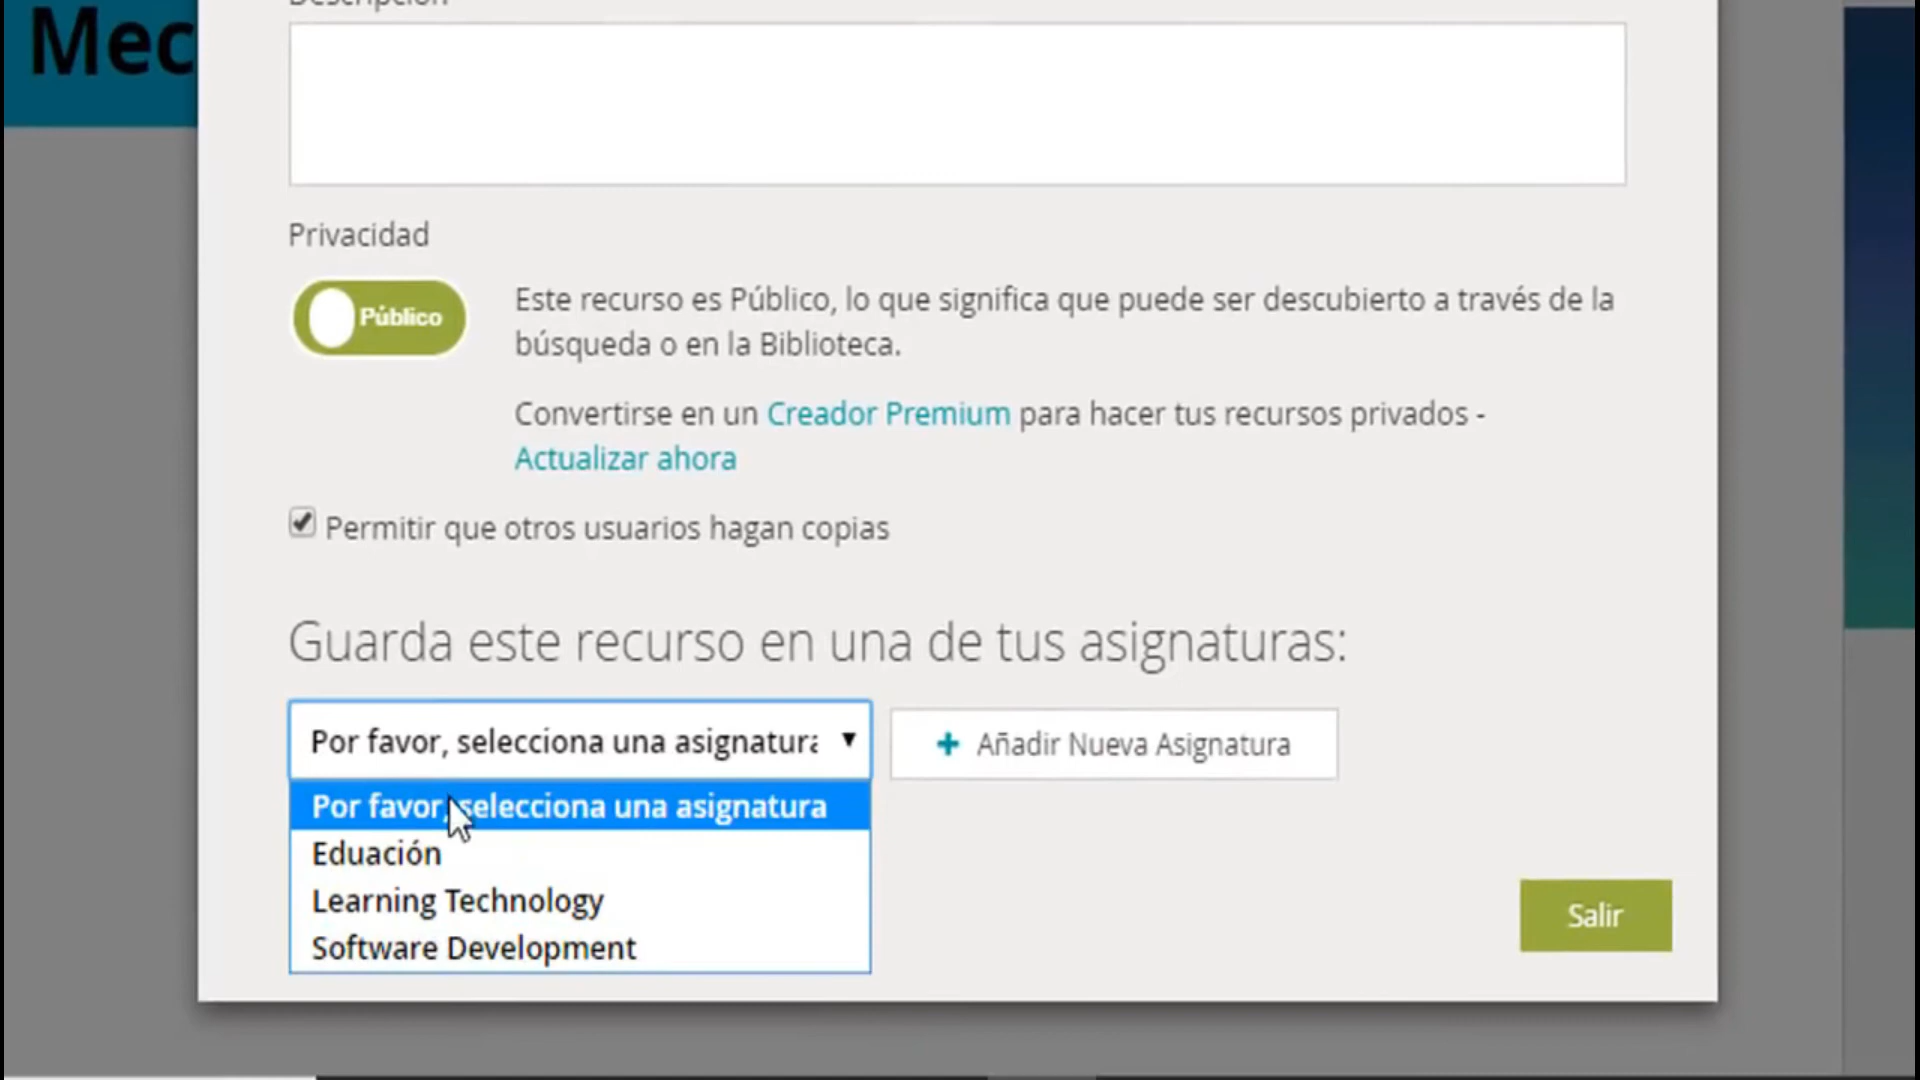 Descripción
Mec
Privacidad
Público
Este recurso es Público, lo que significa que puede ser descubierto a través de la
búsqueda o en la Biblioteca.
Convertirse en un Creador Premium para hacer tus recursos privados -
Actualizar ahora
Permitir que otros usuarios hagan copias
Guarda este recurso en una de tus asignaturas:
Por favor, selecciona una asignatura
+ Añadir Nueva Asignatura
Por favor, selecciona una asignatura
Eduación
Learning Technology
Software Development
Salir